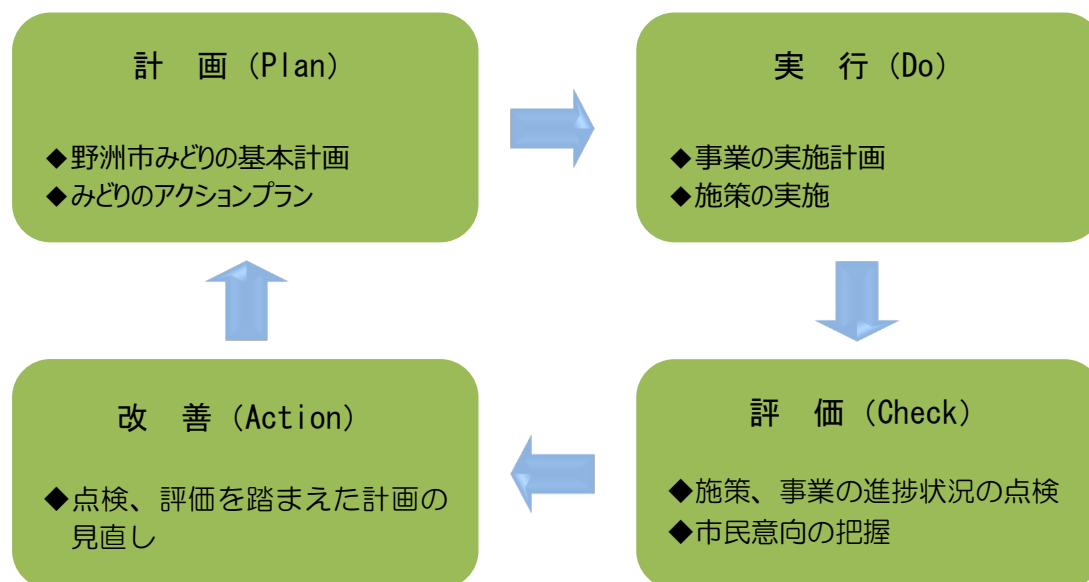 計　画（Plan）
◆野洲市みどりの基本計画
◆みどりのアクションプラン
実　行（Do）
◆事業の実施計画
◆施策の実施
改　善（Action）
◆点検、評価を踏まえた計画の
見直し
評　価（Check）
◆施策、事業の進捗状況の点検
◆市民意向の把握